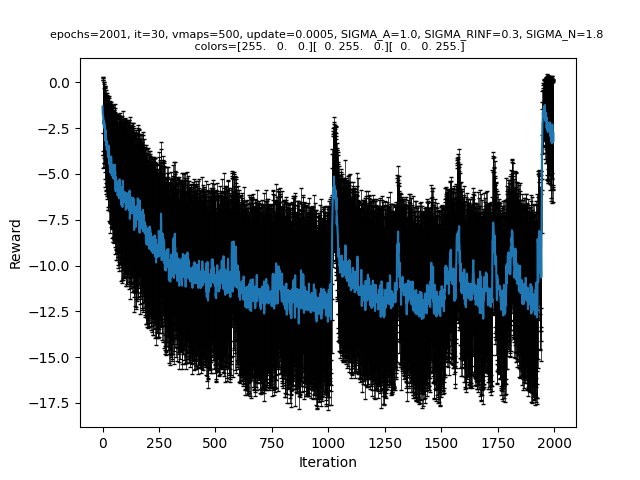 epochs=2001, it=30, vmaps=500, update=0.0005, SIGMA_A=1.0, SIGMA_RINF=0.3, SIGMA_N=1.8
colors=[255.   0.   0.][  0. 255.   0.][  0.   0. 255.]
0.0
−2.5
−5.0
−7.5
−10.0
−12.5
−15.0
−17.5
Reward
0 250 500 750 1000 1250 1500 1750 2000
Iteration